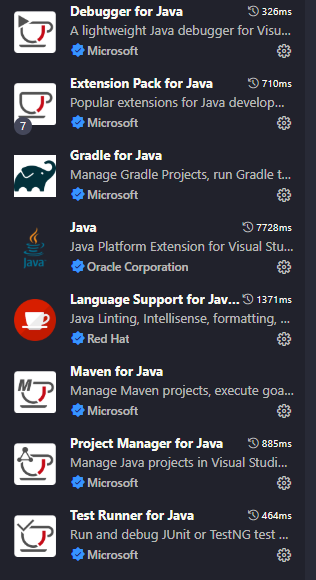 Debugger for Java 326ms
A lightweight Java debugger for Visu...
Microsoft
Extension Pack for Java 710ms
Popular extensions for Java develop...
7 Microsoft
Gradle for Java
Manage Gradle Projects, run Gradle t...
Microsoft
Java 7728ms
Java Platform Extension for Visual Stu...
Java Oracle Corporation
Language Support for Jav... 1371ms
Java Linting, Intellisense, formatting, ...
Red Hat
Maven for Java
M Manage Maven projects, execute goa...
Microsoft
Project Manager for Java 885ms
Manage Java projects in Visual Studi...
Microsoft
Test Runner for Java 464ms
Run and debug JUnit or TestNG test ...
Microsoft